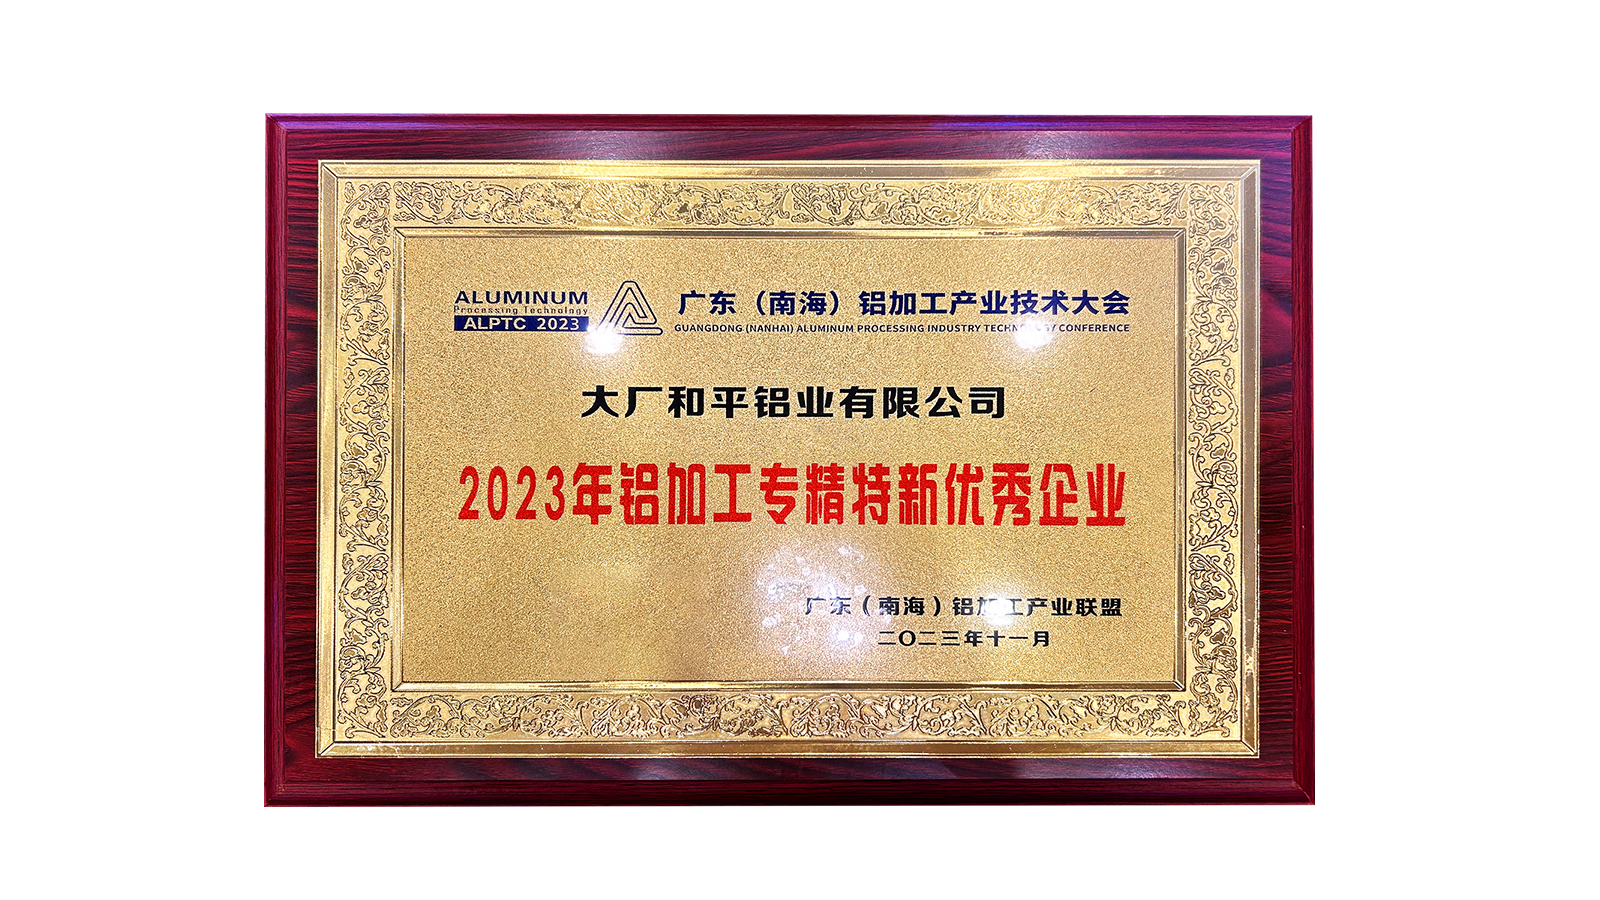 ALUMINUM
Processing Technology
ALPTC 2023
广东（南海）铝加工产业技术大会
GUANGDONG (NANHAI) ALUMINUM PROCESSING INDUSTRY TECHNOLOGY CONFERENCE
大厂和平铝业有限公司
2023年铝加工专精特新优秀企业
广东（南海）铝加工产业联盟
二〇二三年十一月